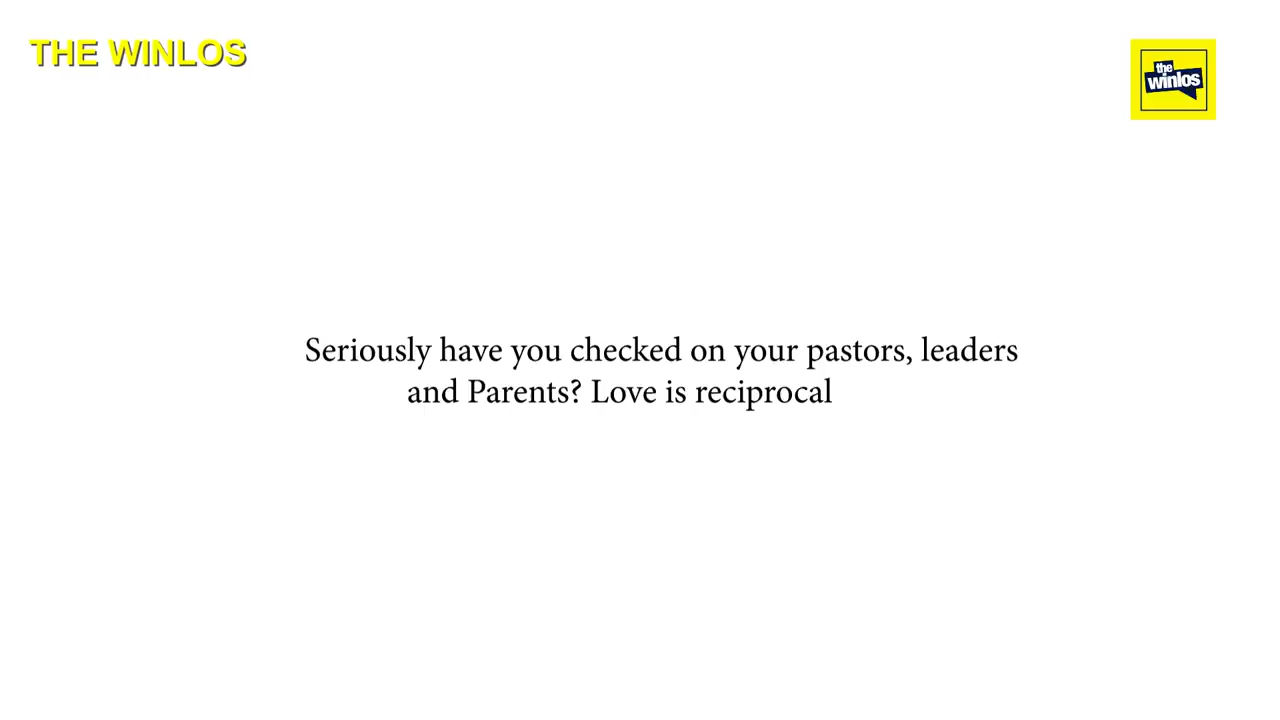 THE WINLOS
the
winlos
Seriously have you checked on your pastors, leaders
and Parents? Love is reciprocal